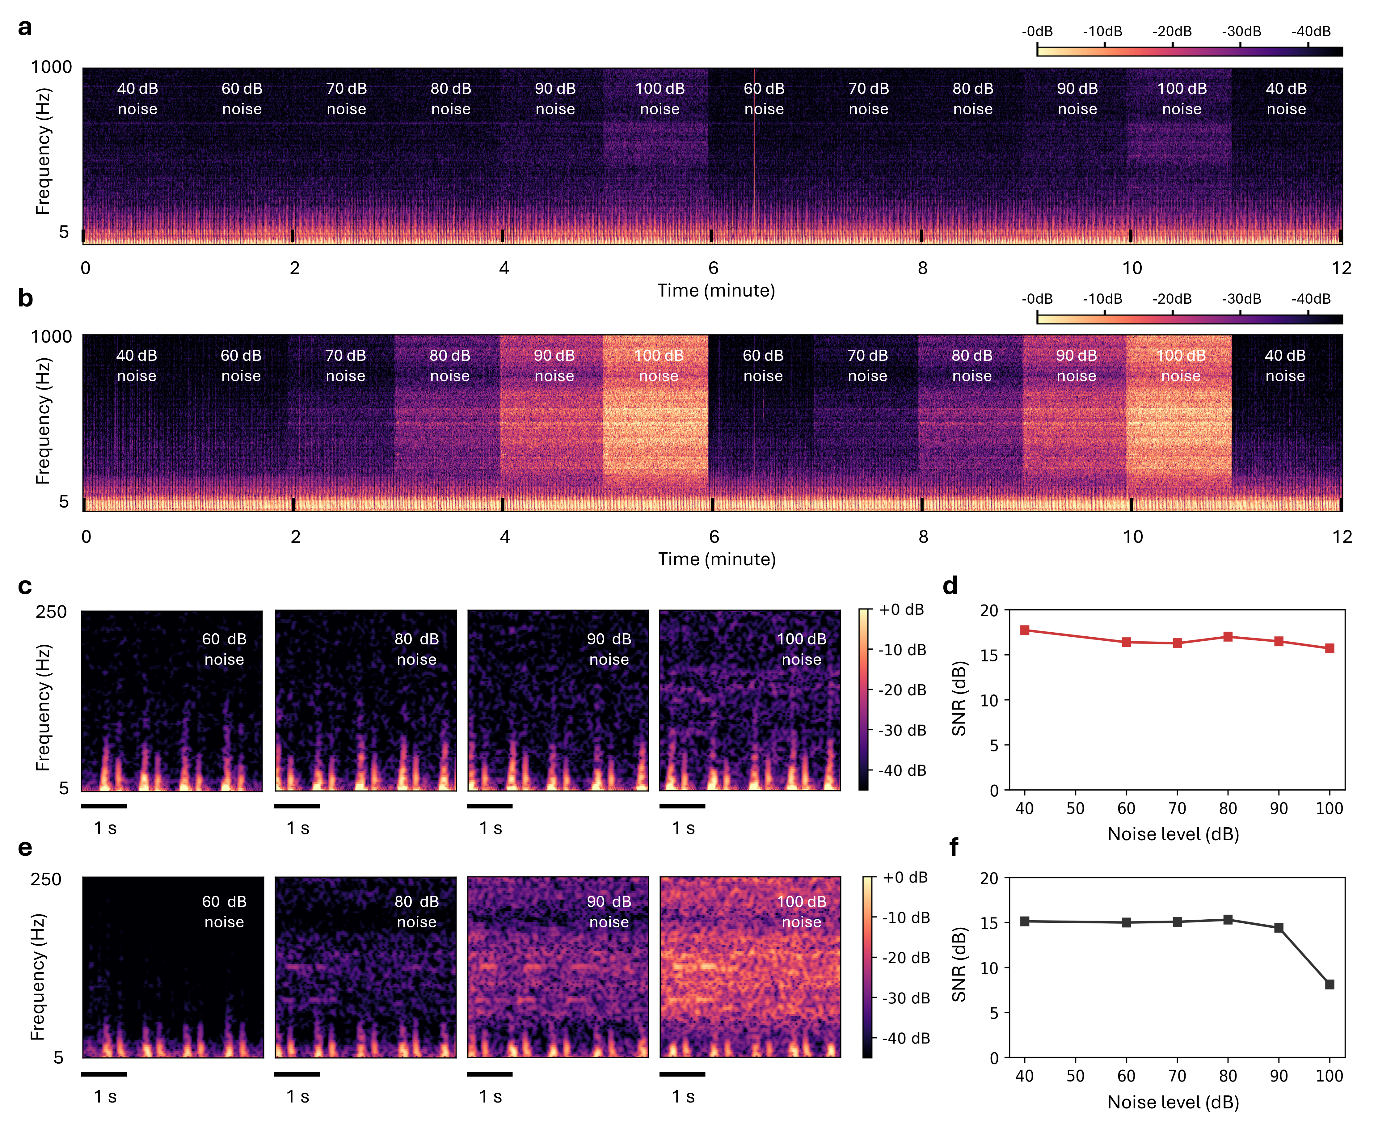 a
-0dB -10dB -20dB -30dB -40dB
1000
Frequency (Hz)
5
40 dB noise
60 dB noise
70 dB noise
80 dB noise
90 dB noise
100 dB noise
60 dB noise
70 dB noise
80 dB noise
90 dB noise
100 dB noise
40 dB noise
0 2 4 6 8 10 12
Time (minute)
b
-0dB -10dB -20dB -30dB -40dB
1000
Frequency (Hz)
5
40 dB noise
60 dB noise
70 dB noise
80 dB noise
90 dB noise
100 dB noise
60 dB noise
70 dB noise
80 dB noise
90 dB noise
100 dB noise
40 dB noise
0 2 4 6 8 10 12
Time (minute)
c
250
Frequency (Hz)
5
60 dB noise
80 dB noise
90 dB noise
100 dB noise
1 s 1 s 1 s 1 s
+0 dB
-10 dB
-20 dB
-30 dB
-40 dB
d
20
15
10
5
0
SNR (dB)
40 50 60 70 80 90 100
Noise level (dB)
e
250
Frequency (Hz)
5
60 dB noise
80 dB noise
90 dB noise
100 dB noise
1 s 1 s 1 s 1 s
+0 dB
-10 dB
-20 dB
-30 dB
-40 dB
f
20
15
10
5
0
SNR (dB)
40 50 60 70 80 90 100
Noise level (dB)